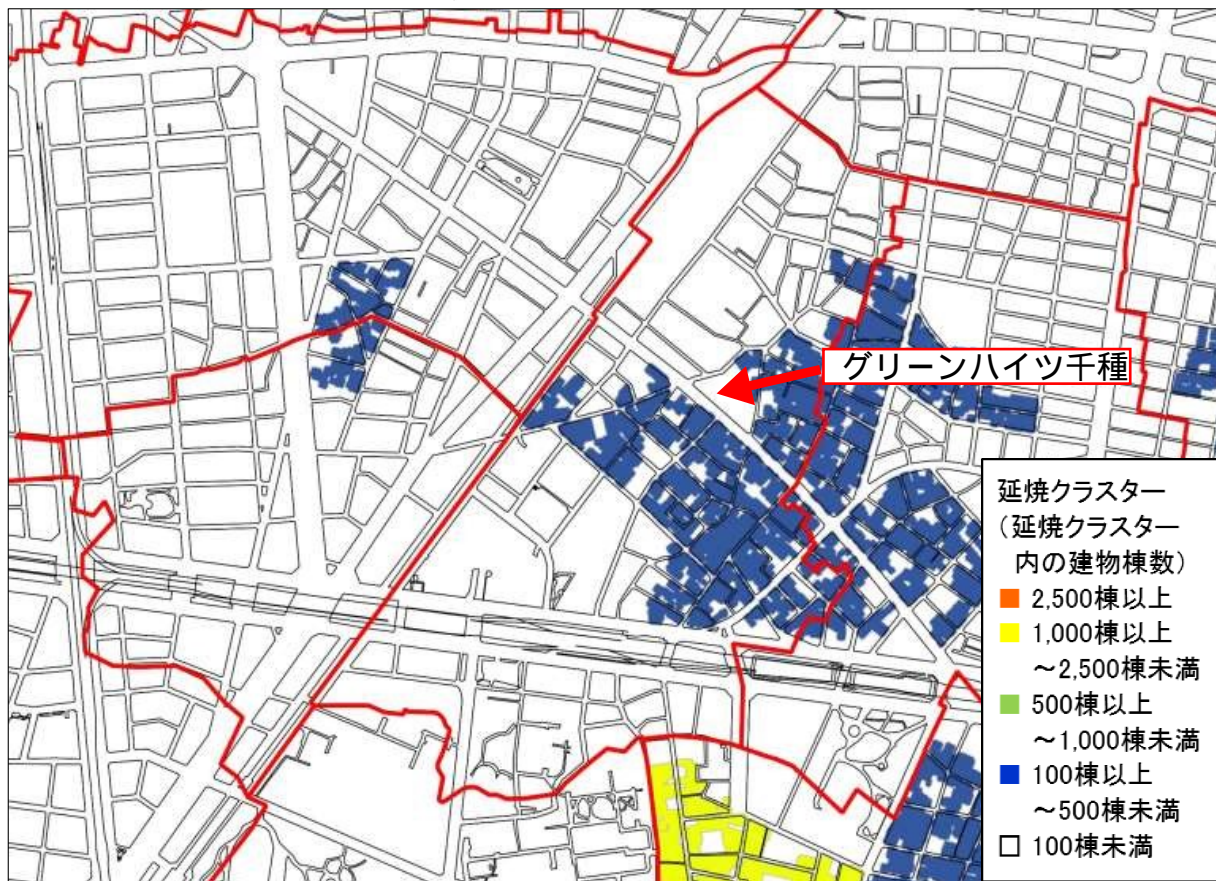 グリーンハイツ千種
延焼クラスター
(延焼クラスター
内の建物棟数)
2,500棟以上
1,000棟以上
～2,500棟未満
500棟以上
～1,000棟未満
100棟以上
～500棟未満
100棟未満